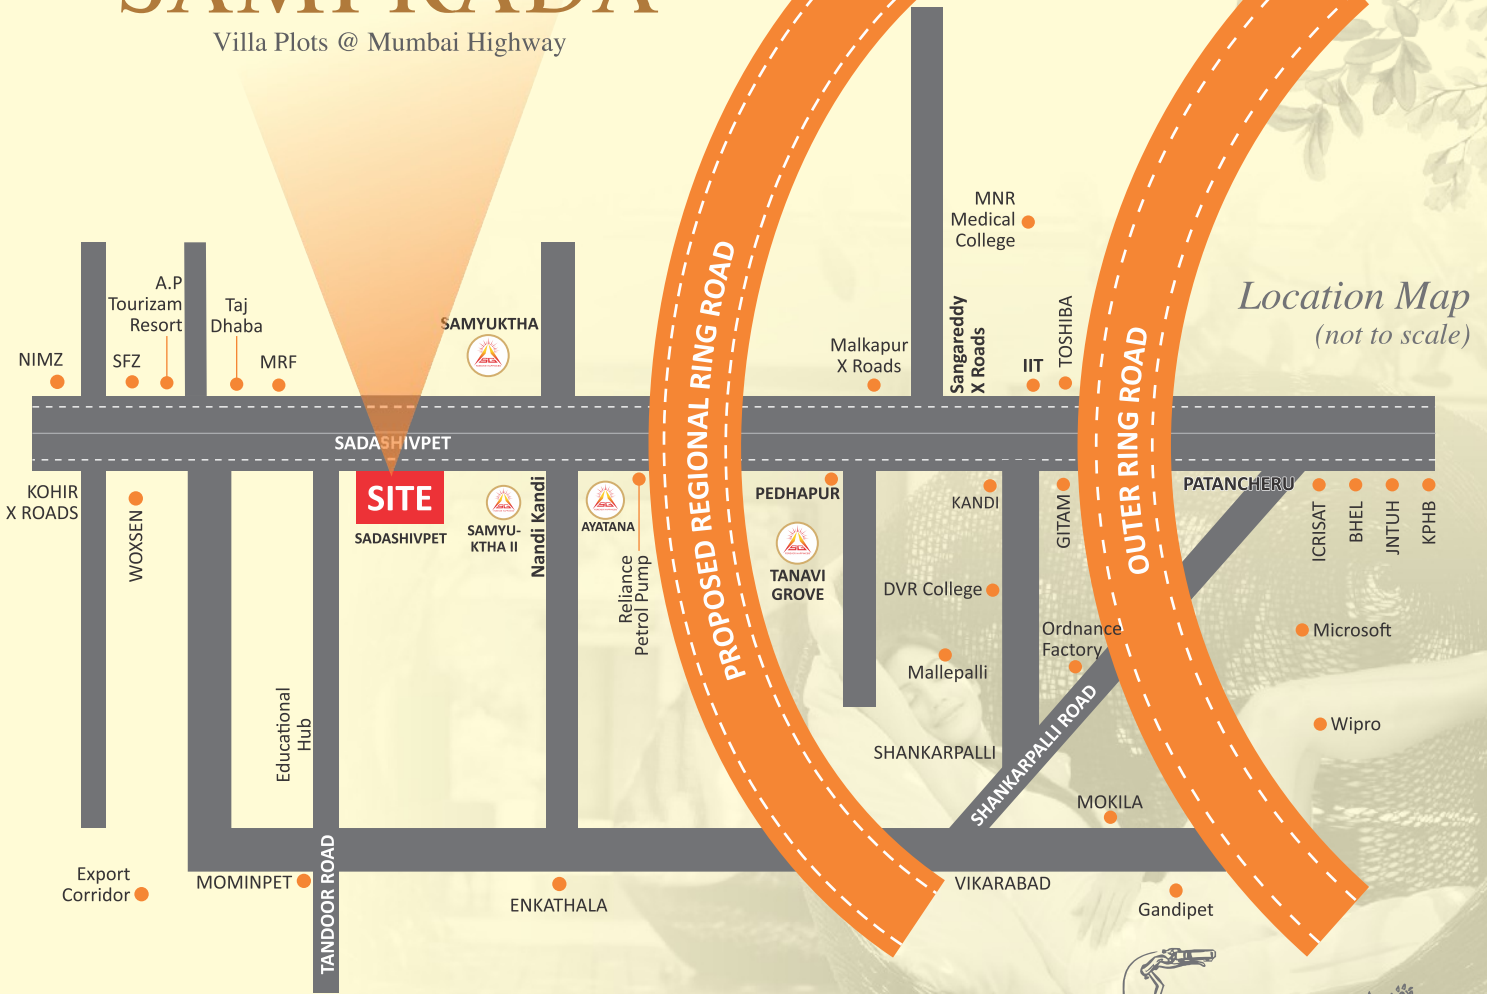 SAMPRADA
Villa Plots @ Mumbai Highway
Location Map
(not to scale)
MNR
Medical
College
A.P
Tourizam
Resort
Taj
Dhaba
NIMZ
SFZ
MRF
SAMYUKTHA
PROPOSED REGIONAL RING ROAD
Malkapur
X Roads
Sangareddy
X Roads
IIT
TOSHIBA
OUTER RING ROAD
SADASHIVPET
KOHIR
X ROADS
WOXSEN
SITE
SADASHIVPET
SAMYU-
KTHA II
Nandi Kandi
AYATANA
Reliance
Petrol Pump
PEDHAPUR
TANAVI
GROVE
KANDI
GITAM
PATANCHERU
ICRISAT
BHEL
JNTUH
KPHB
DVR College
Ordnance
Factory
Mallepalli
Microsoft
Educational
Hub
SHANKARPALLI
SHANKARPALLI ROAD
Wipro
MOKILA
Export
Corridor
MOMINPET
TANDOOR ROAD
ENKATHALA
VIKARABAD
Gandipet